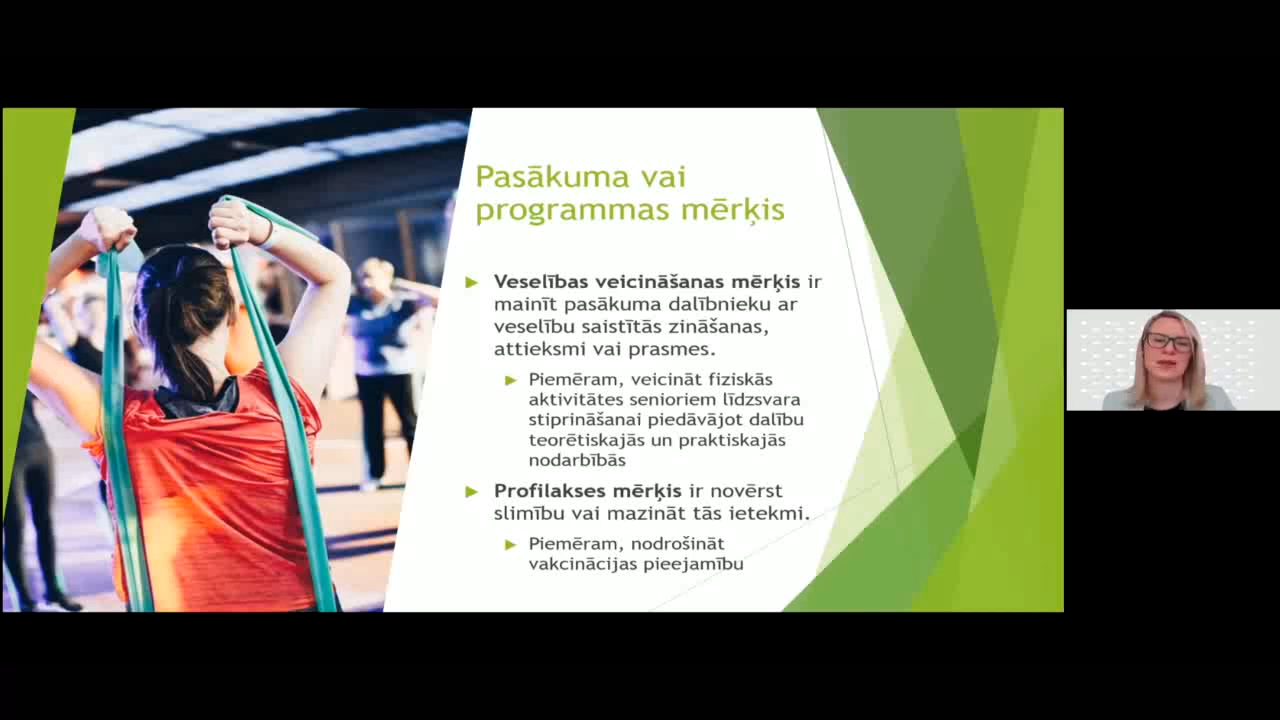 Pasākuma vai
programmas mērķis
Veselības veicināšanas mērķis ir
mainīt pasākuma dalībnieku ar
veselību saistītās zināšanas,
attieksmi vai prasmes.
Piemēram, veicināt fiziskās
aktivitātes senioriem līdzsvara
stiprināšanai piedāvājot dalību
teorētiskajās un praktiskajās
nodarbībās
Profilakses mērķis ir novērst
slimību vai mazināt tās ietekmi.
Piemēram, nodrošināt
vakcinācijas pieejamību